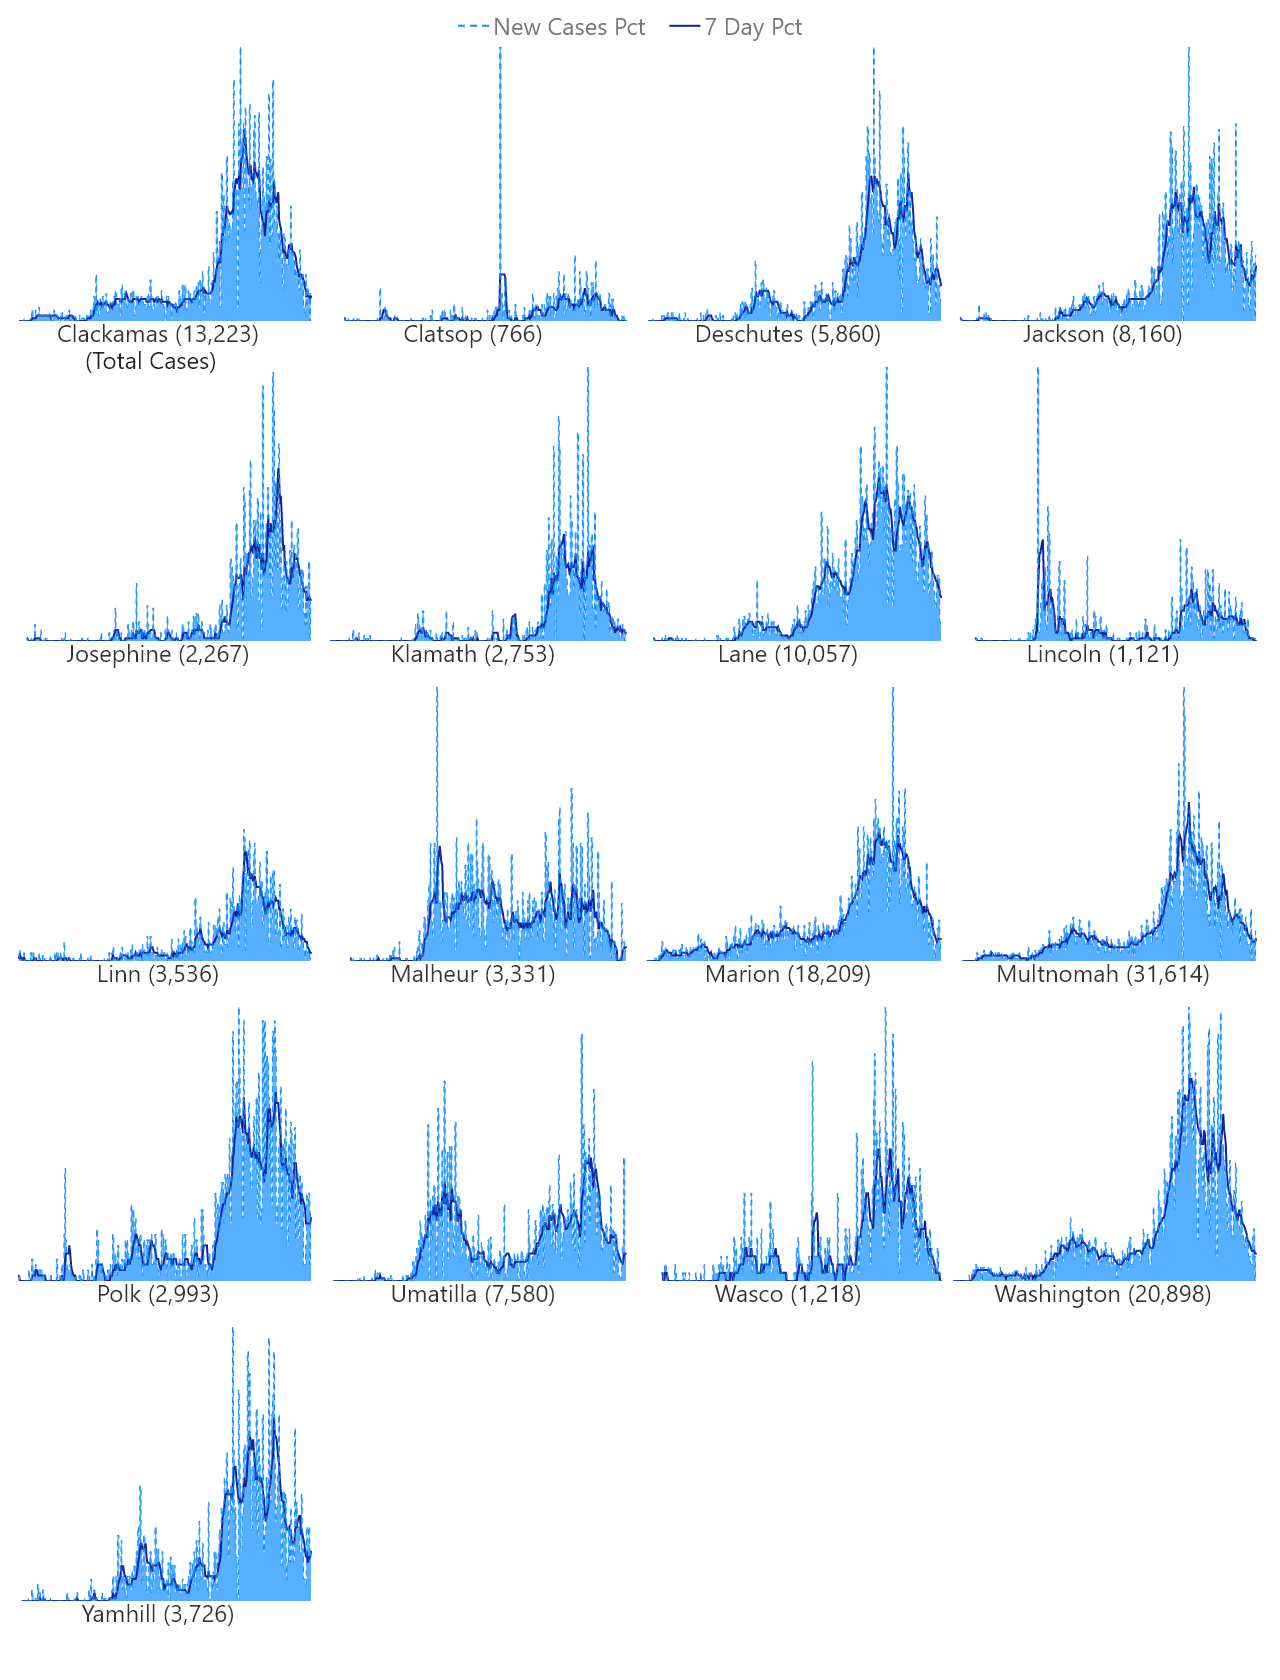 New Cases Pct 7 Day Pct
Clackamas (13,223) Clatsop (766) Deschutes (5,860) Jackson (8,160)
(Total Cases)
Josephine (2,267) Klamath (2,753) Lane (10,057) Lincoln (1,121)
Linn (3,536) Malheur (3,331) Marion (18,209) Multnomah (31,614)
Polk (2,993) Umatilla (7,580) Wasco (1,218) Washington (20,898)
Yamhill (3,726)